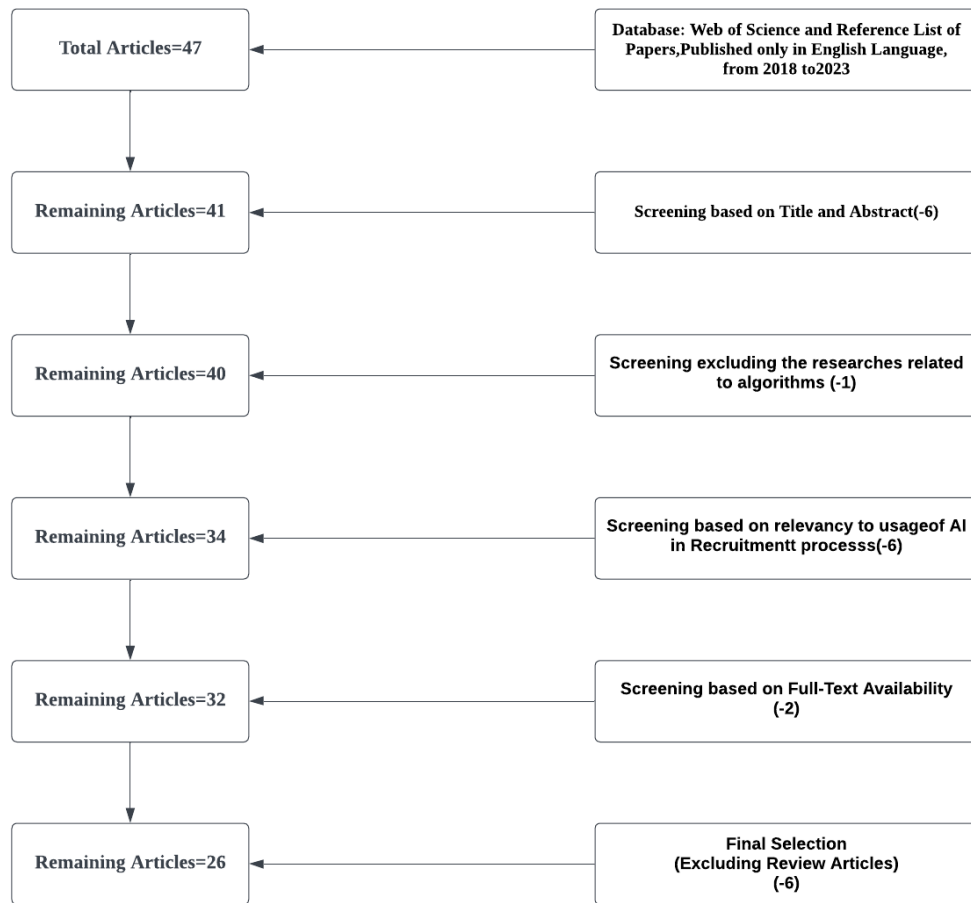 Total Articles=47
Database: Web of Science and Reference List of
Papers,Published only in English Language,
from 2018 to2023
Remaining Articles=41
Screening based on Title and Abstract(-6)
Remaining Articles=40
Screening excluding the researches related
to algorithms (-1)
Remaining Articles=34
Screening based on relevancy to usageof AI
in Recruitmentt processs(-6)
Remaining Articles=32
Screening based on Full-Text Availability
(-2)
Remaining Articles=26
Final Selection
(Excluding Review Articles)
(-6)